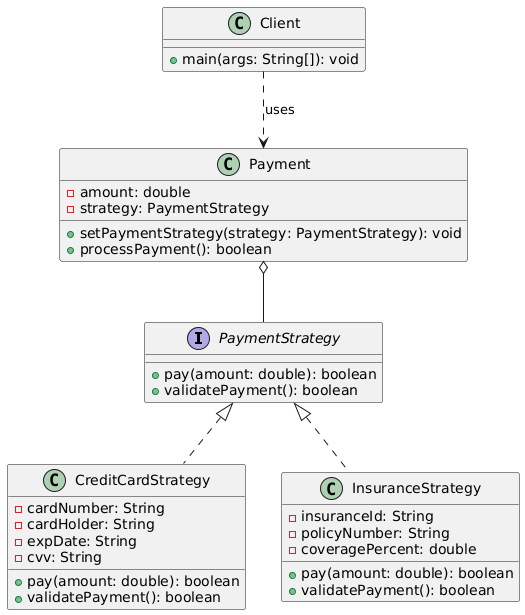 C Client
main(args: String[]): void
uses
C Payment
amount: double
strategy: PaymentStrategy
setPaymentStrategy(strategy: PaymentStrategy): void
processPayment(): boolean
I PaymentStrategy
pay(amount: double): boolean
validatePayment(): boolean
C CreditCardStrategy
cardNumber: String
cardHolder: String
expDate: String
cvv: String
pay(amount: double): boolean
validatePayment(): boolean
C InsuranceStrategy
insuranceId: String
policyNumber: String
coveragePercent: double
pay(amount: double): boolean
validatePayment(): boolean